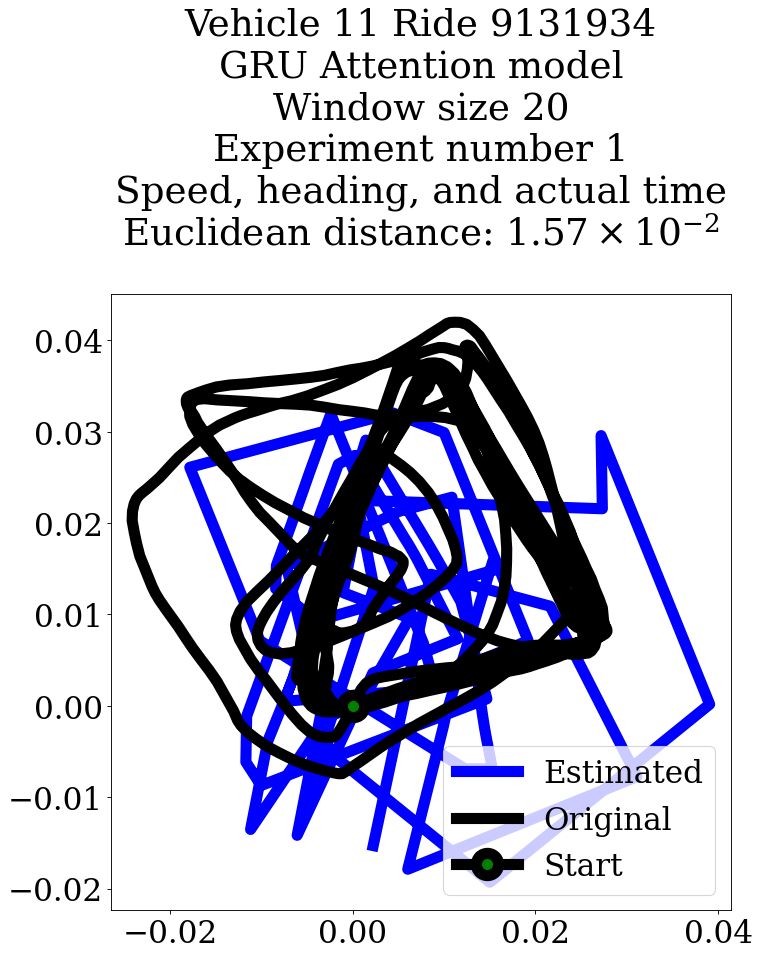 Vehicle 11 Ride 9131934
GRU Attention model
Window size 20
Experiment number 1
Speed, heading, and actual time
Euclidean distance: 1.57 × 10⁻²
0.04
0.03
0.02
0.01
0.00
−0.01
−0.02
Estimated
Original
Start
−0.02 0.00 0.02 0.04